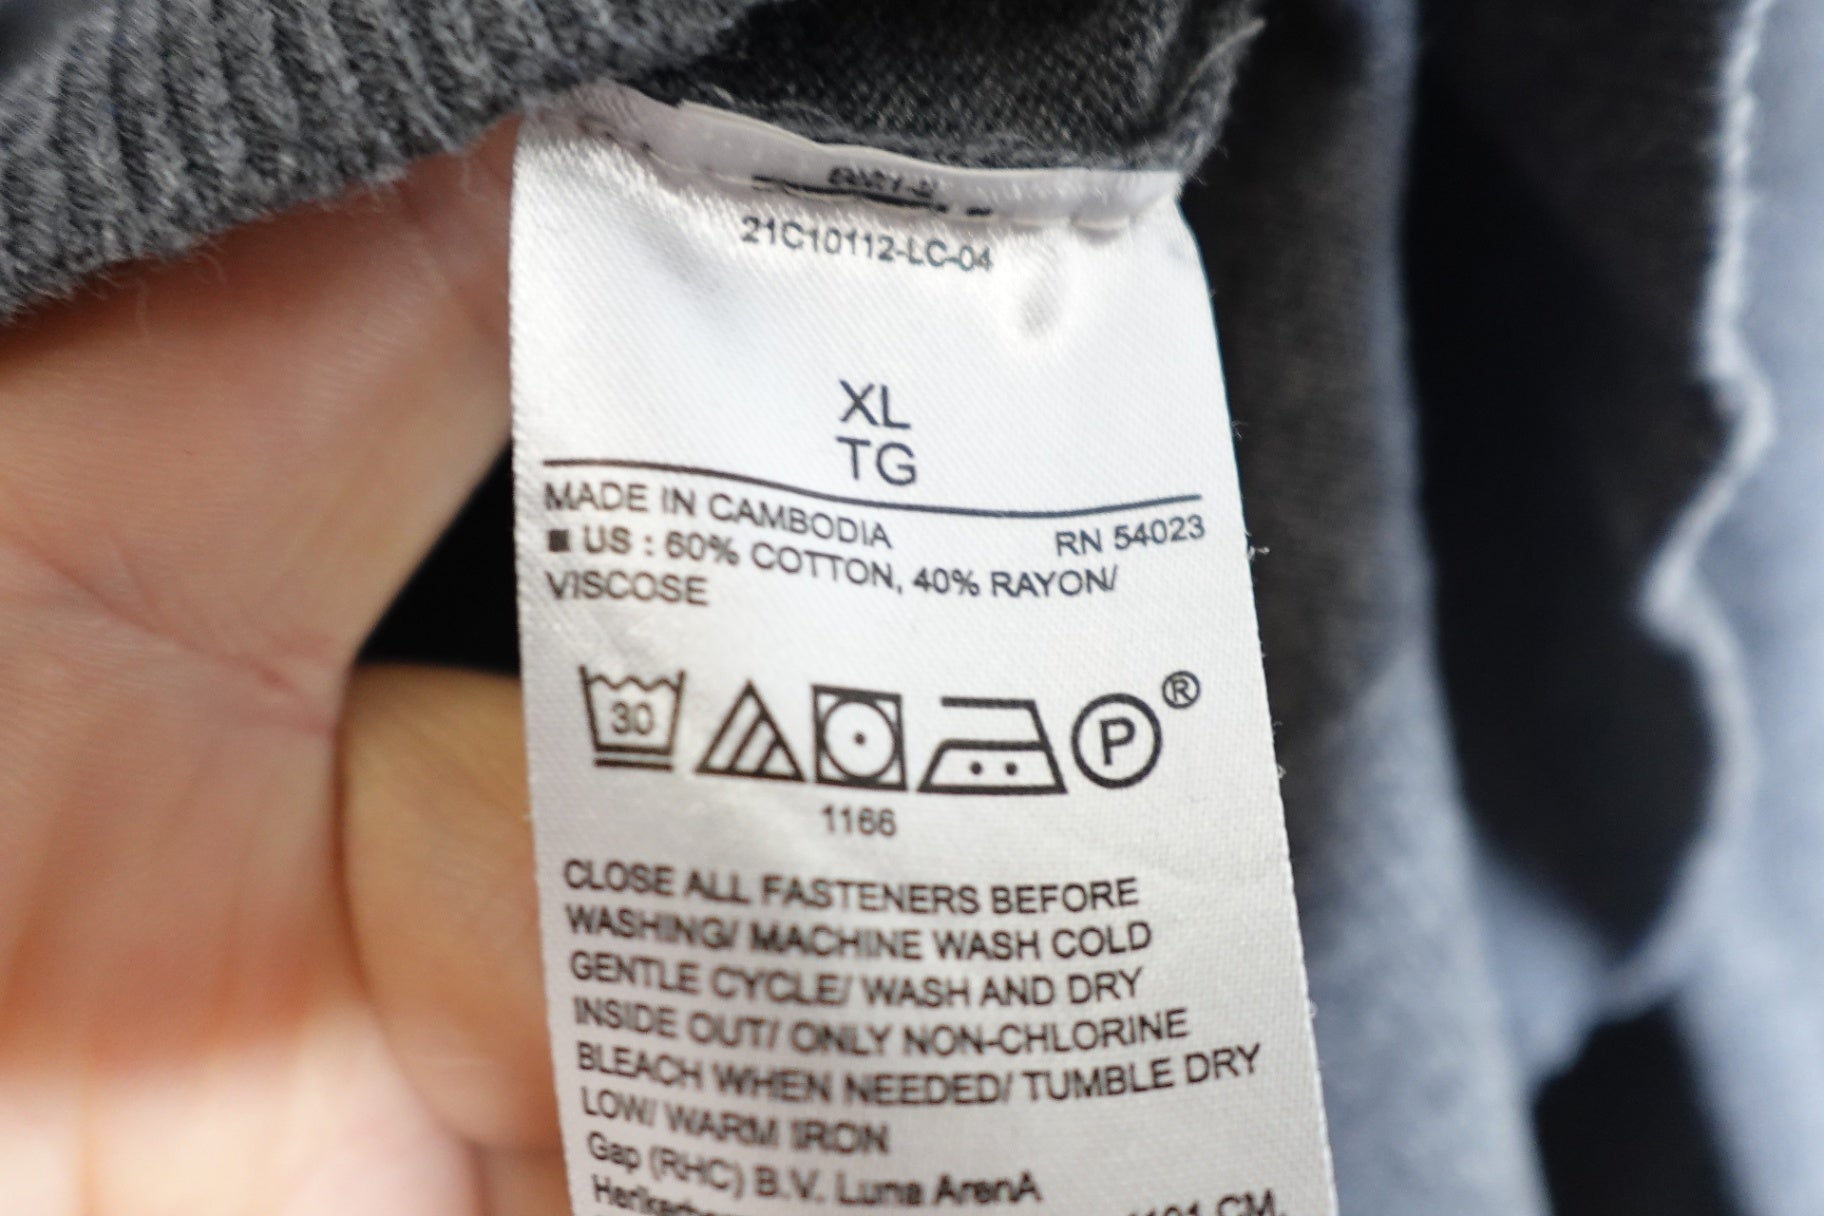 21C10112-LC-04
XL
TG
MADE IN CAMBODIA RN 54023
■ US : 60% COTTON, 40% RAYON/
VISCOSE
30 P ®
1166
CLOSE ALL FASTENERS BEFORE
WASHING/ MACHINE WASH COLD
GENTLE CYCLE/ WASH AND DRY
INSIDE OUT/ ONLY NON-CHLORINE
BLEACH WHEN NEEDED/ TUMBLE DRY
LOW/ WARM IRON
Gap (RHC) B.V. Luna ArenA
CM,